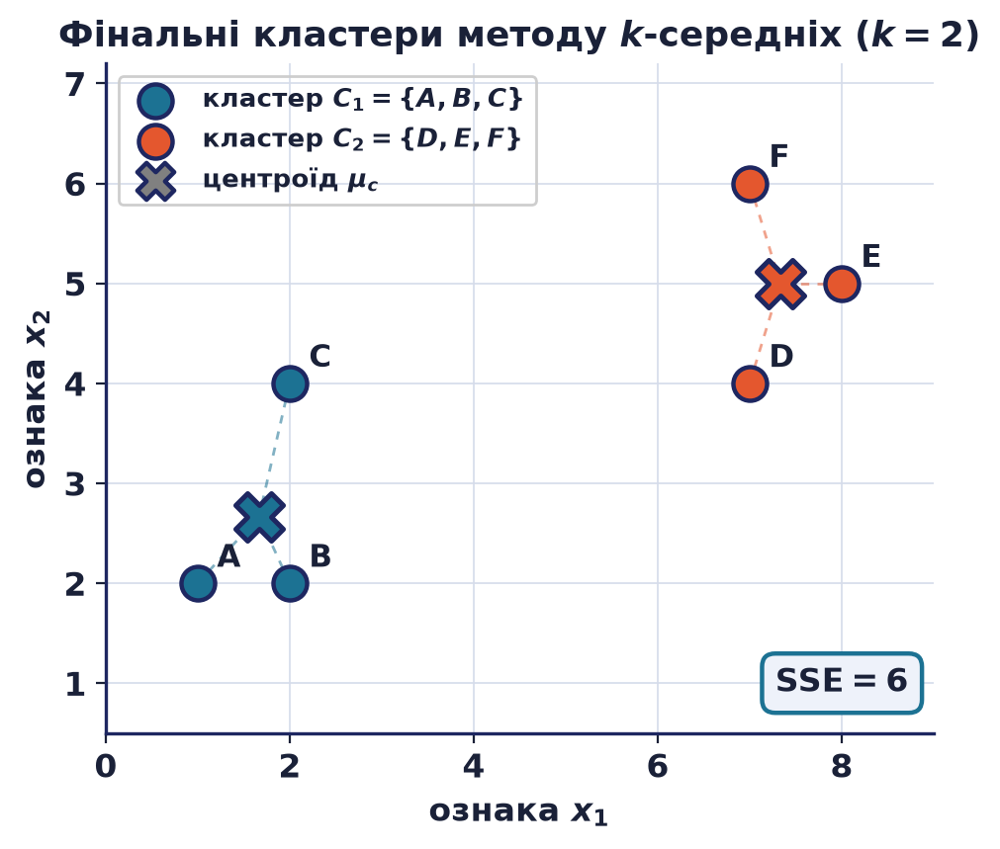 Фінальні кластери методу k-середніх (k = 2)
кластер C₁ = {A, B, C}
кластер C₂ = {D, E, F}
центроїд μ_c
7
6
5
4
3
2
1
ознака x₂
F
E
D
C
A
B
SSE = 6
0
2
4
6
8
ознака x₁